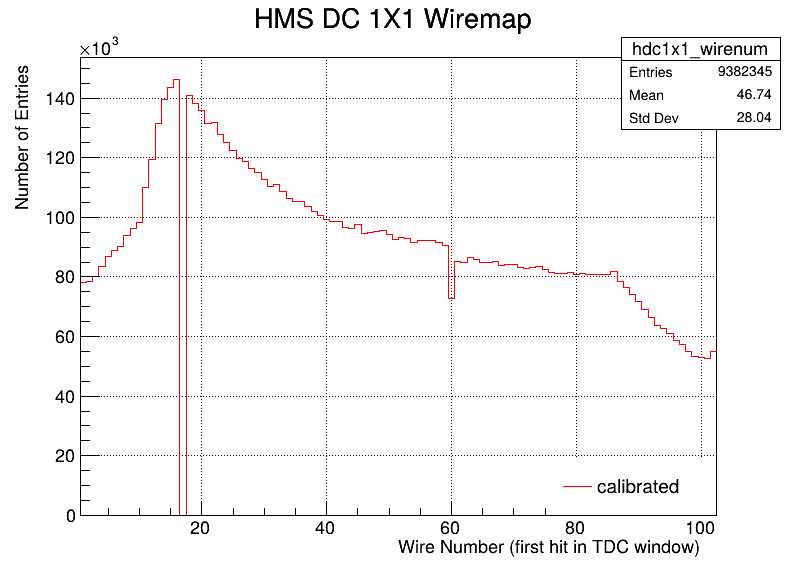 HMS DC 1X1 Wiremap
×10³
hdc1x1_wirenum
Entries 9382345
Mean 46.74
Std Dev 28.04
Number of Entries
140
120
100
80
60
40
20
0
20 40 60 80 100
calibrated
Wire Number (first hit in TDC window)